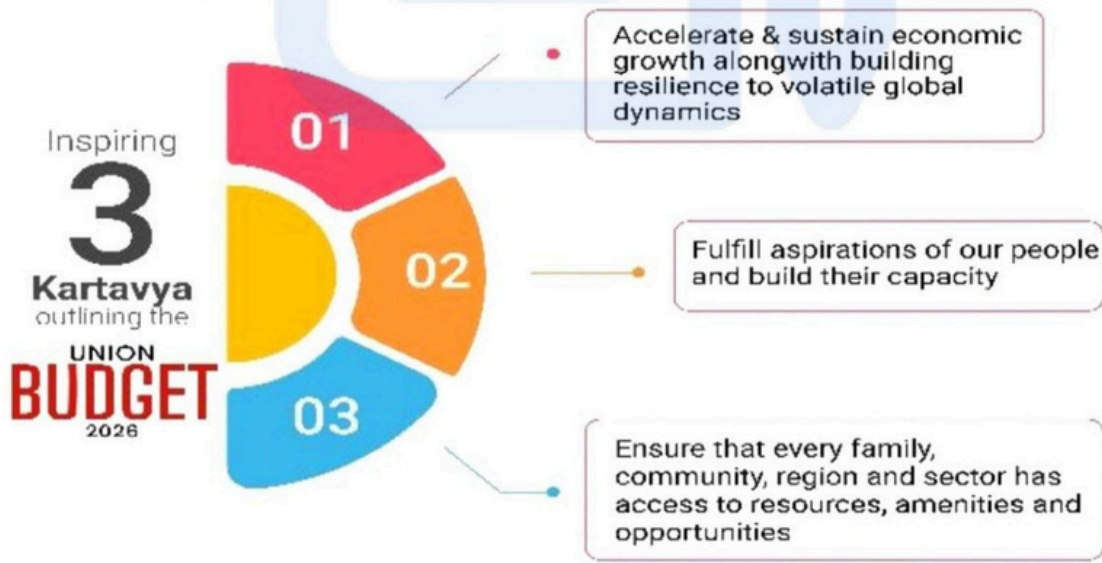 Inspiring
3
Kartavya
outlining the
UNION
BUDGET
2026
01
Accelerate & sustain economic
growth alongwith building
resilience to volatile global
dynamics
02
Fulfill aspirations of our people
and build their capacity
03
Ensure that every family,
community, region and sector has
access to resources, amenities and
opportunities